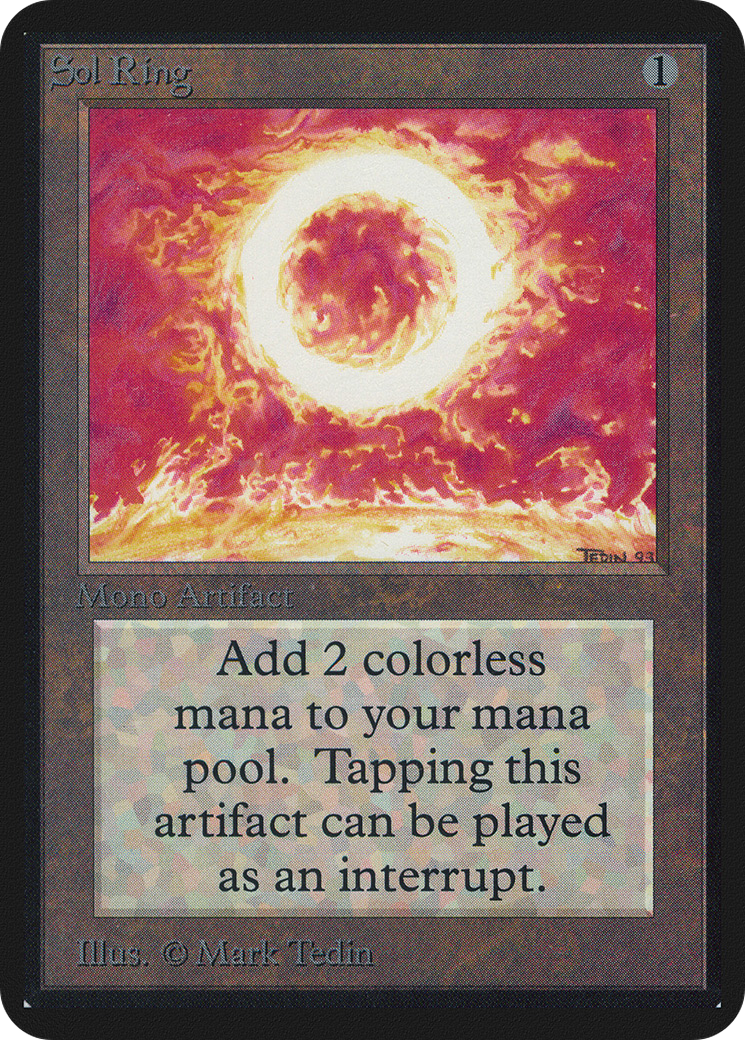 Sol Ring 1
TEDIN 93
Mono Artifact
Add 2 colorless
mana to your mana
pool. Tapping this
artifact can be played
as an interrupt.
Illus. © Mark Tedin